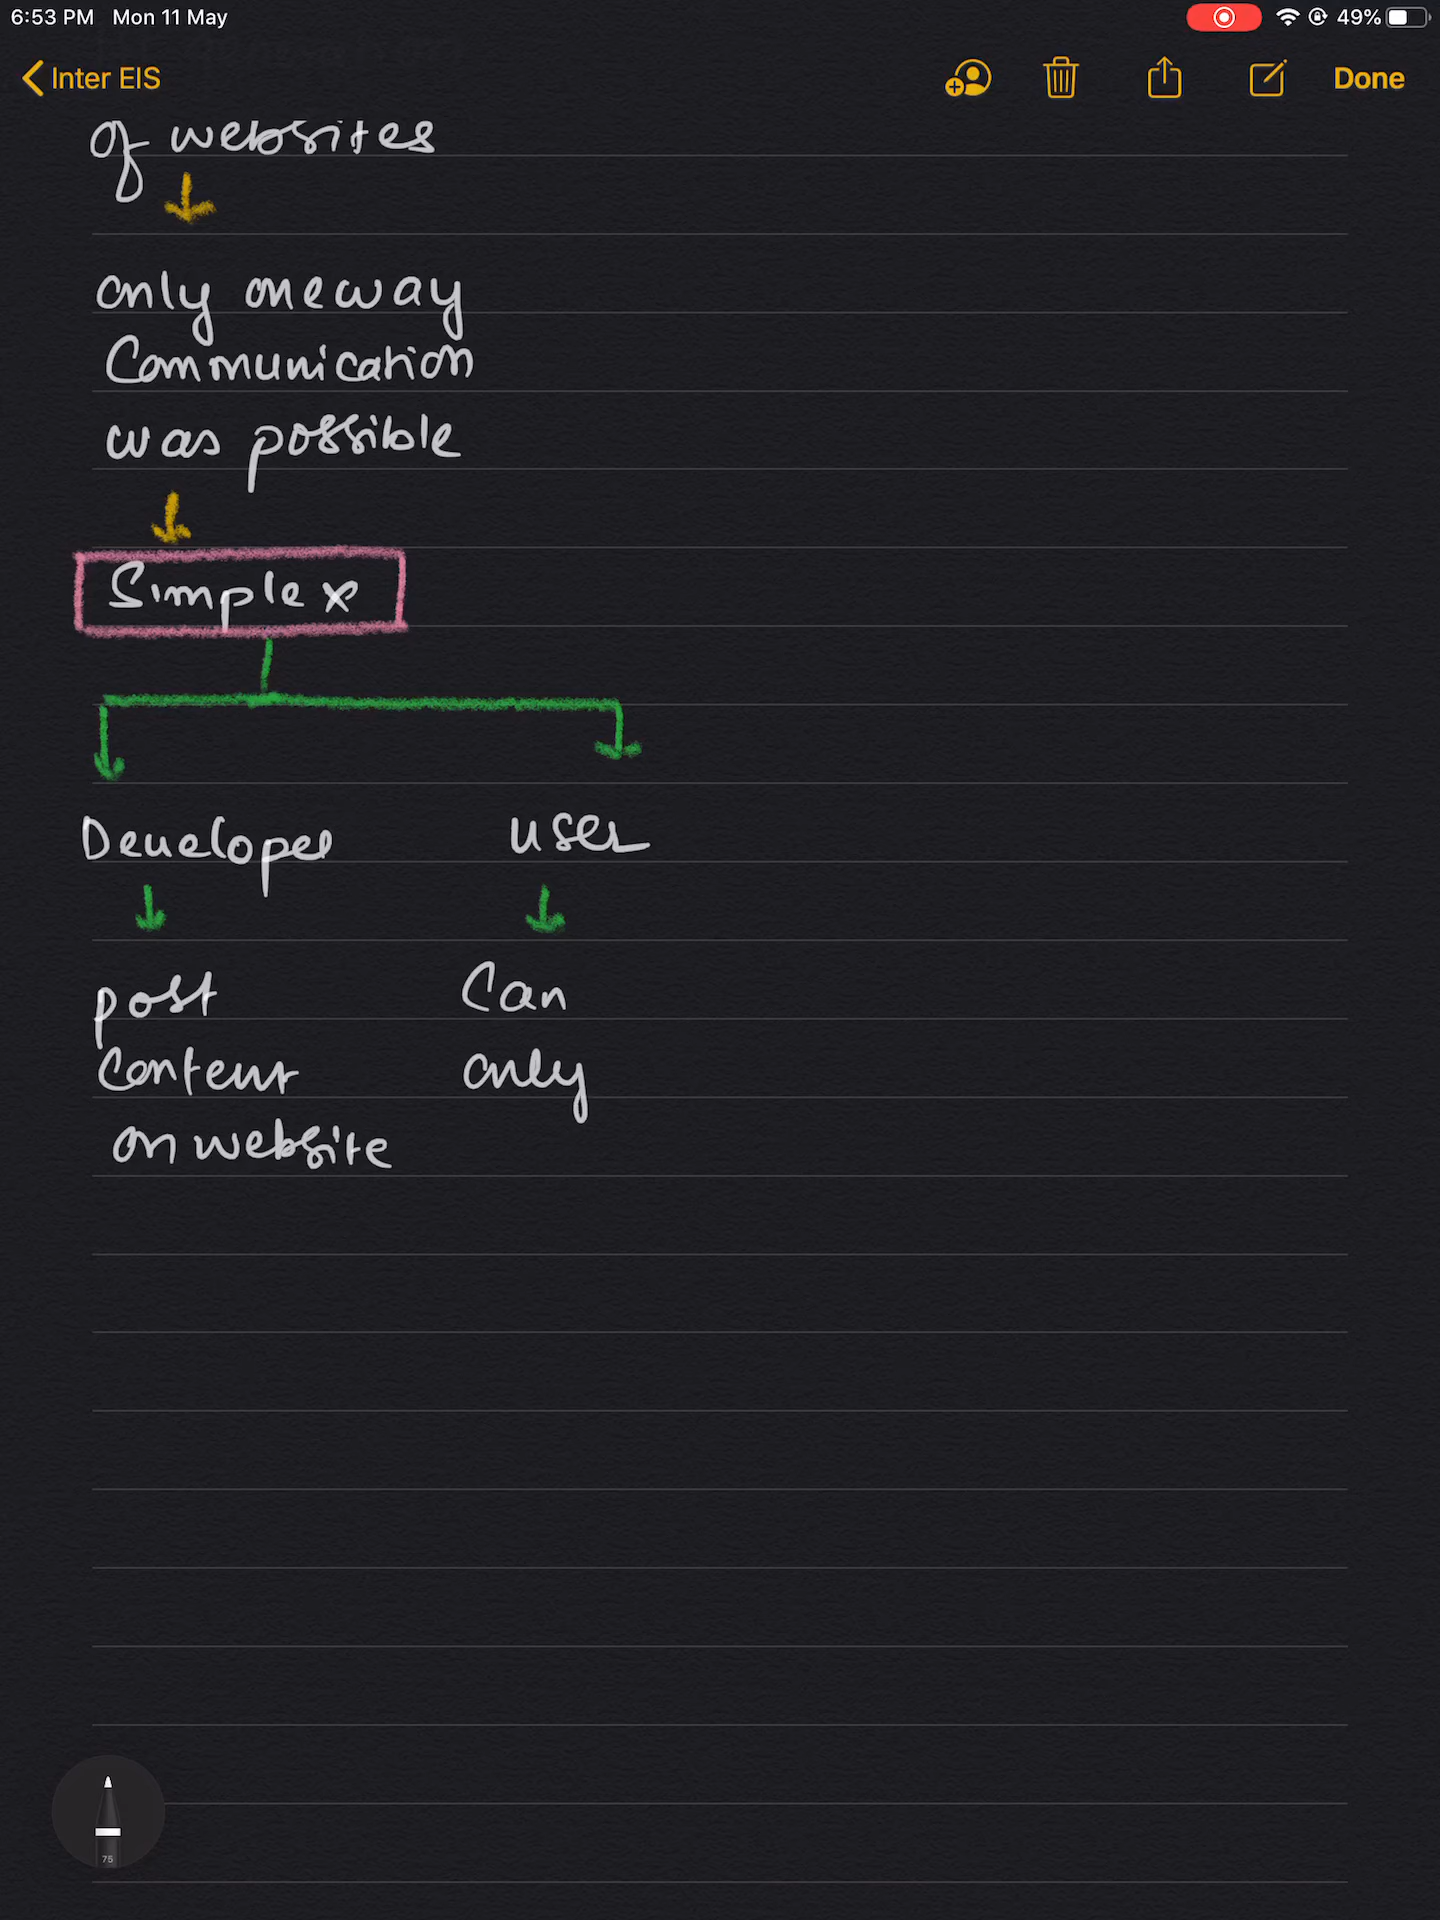 6:53 PM Mon 11 May
49%
Inter EIS
Done
of websites
only oneway
Communication
was possible
Simplex
Developer
user
post
content
on website
Can
only
75